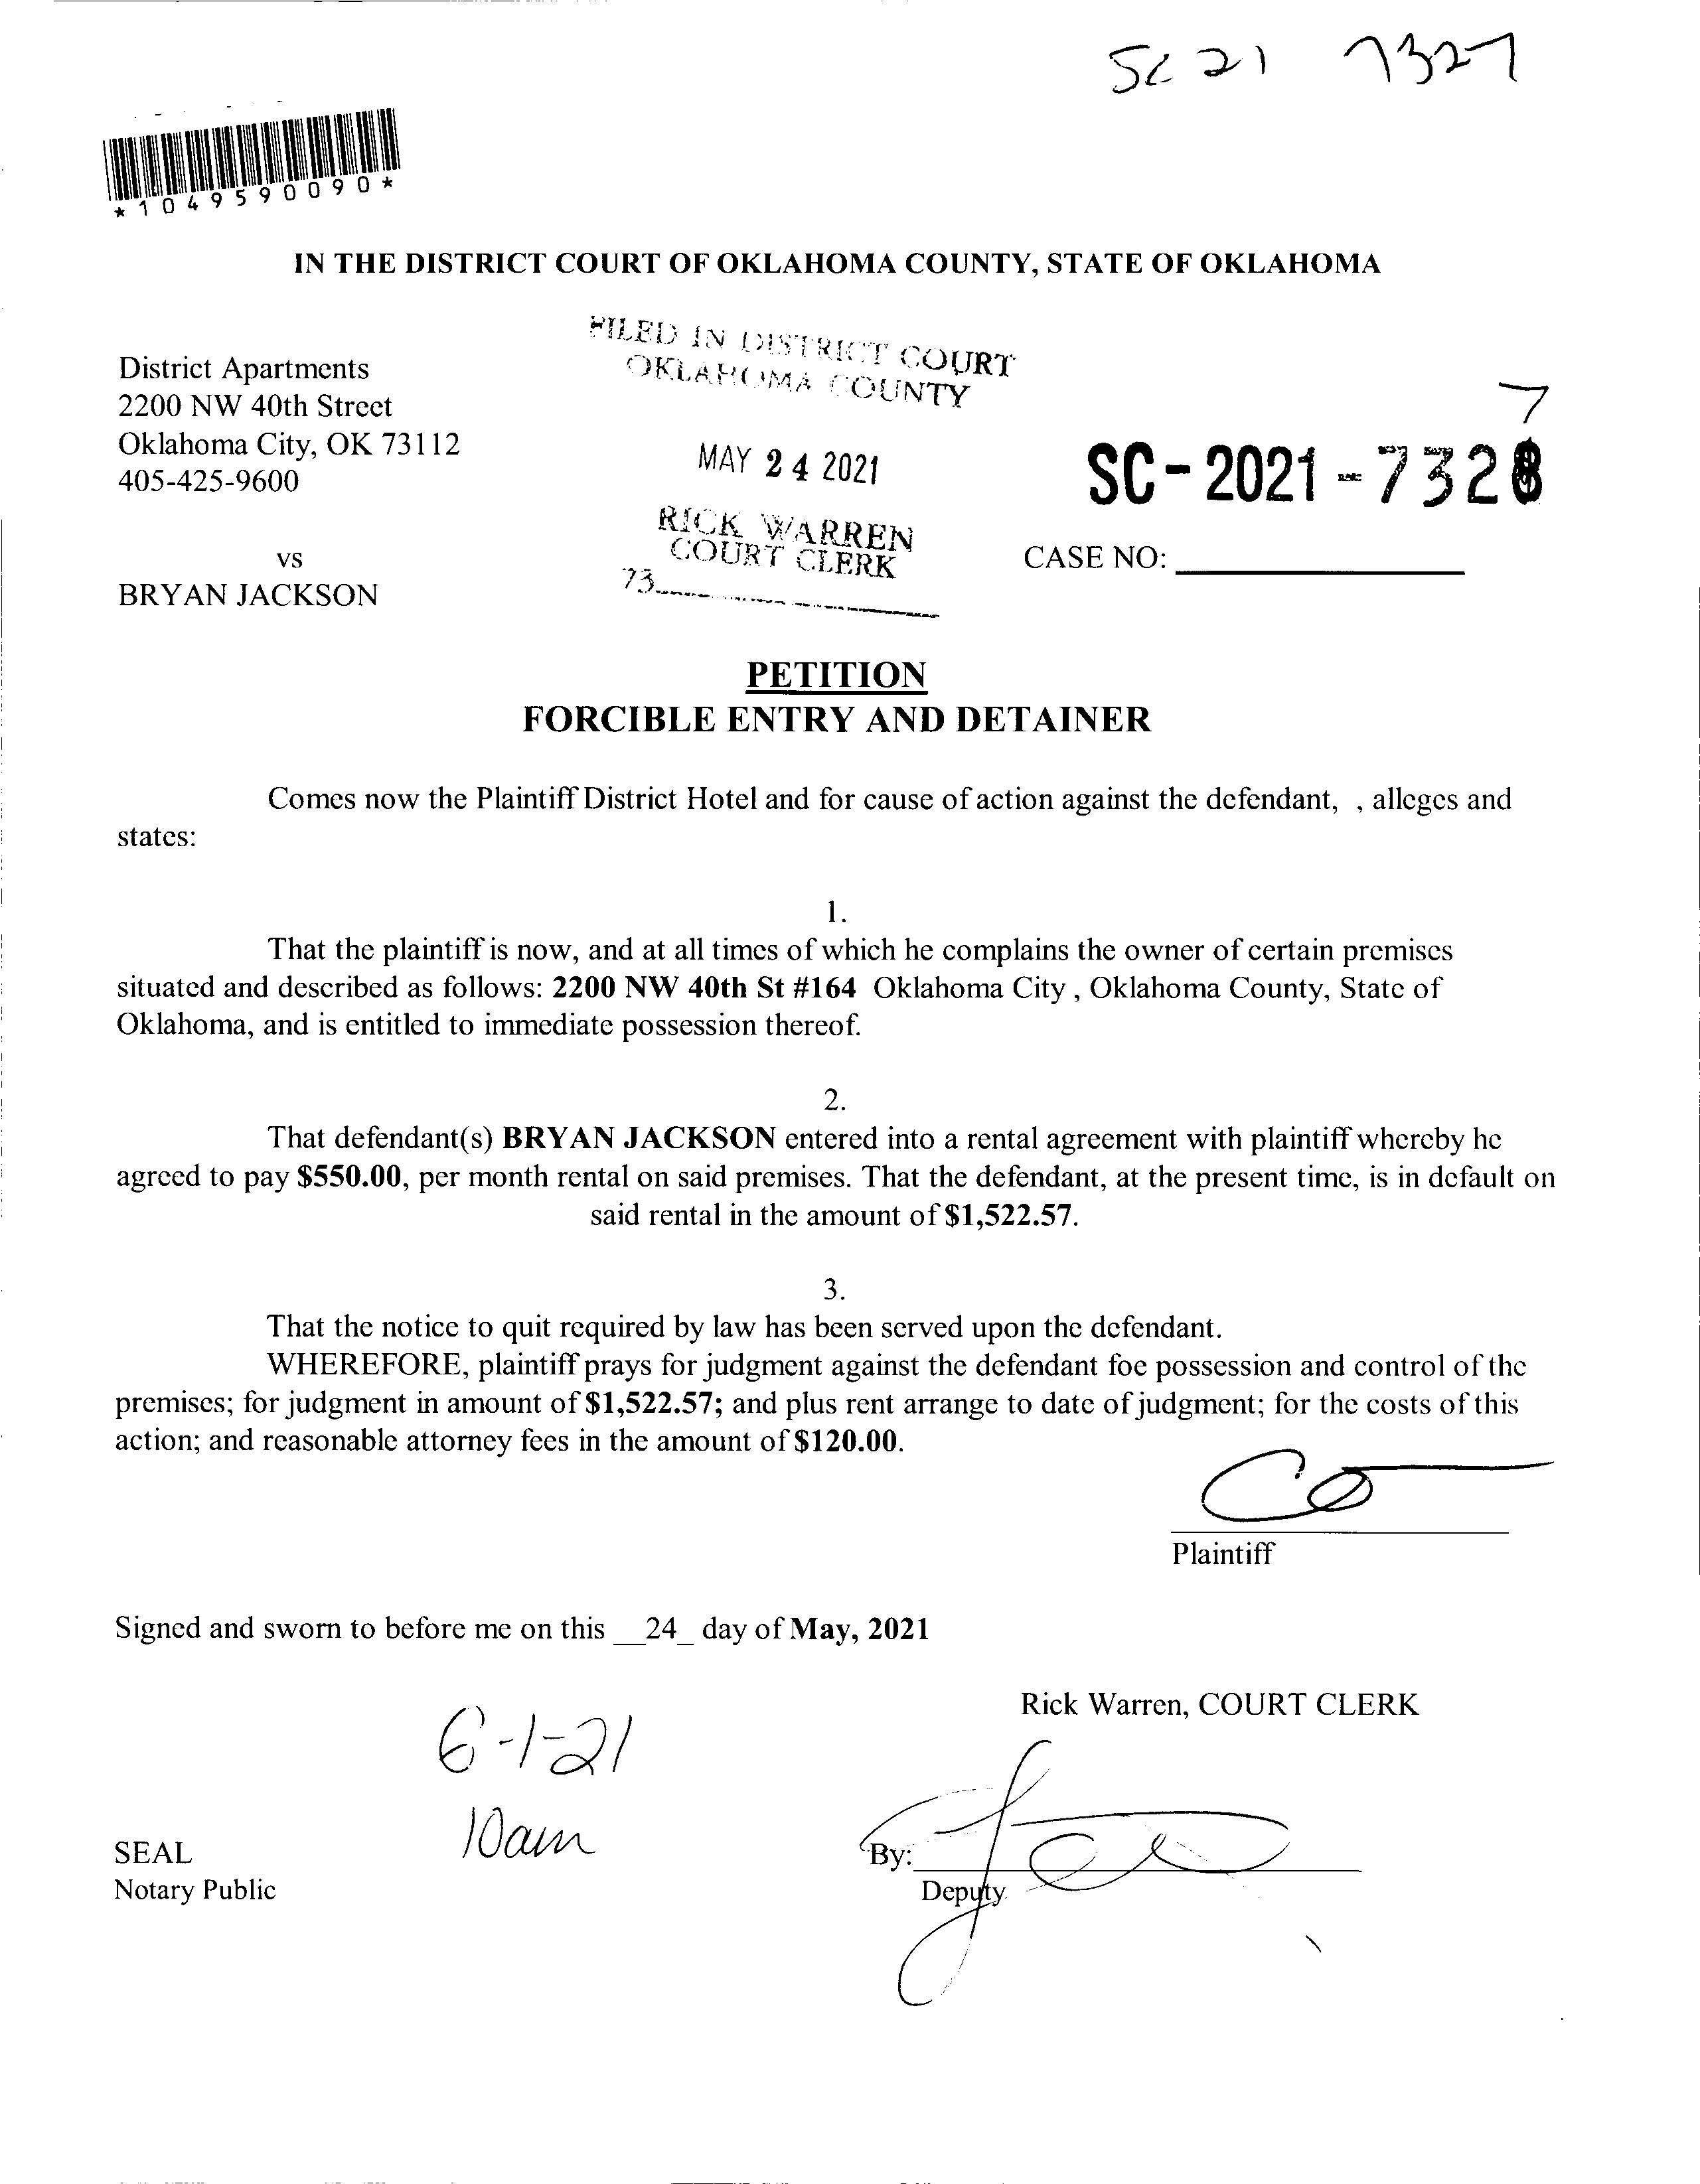 SC 21 7327
*1049590090*
IN THE DISTRICT COURT OF OKLAHOMA COUNTY, STATE OF OKLAHOMA
FILED IN DISTRICT COURT
OKLAHOMA COUNTY
District Apartments
2200 NW 40th Street
Oklahoma City, OK 73112
405-425-9600
MAY 24 2021
7
SC-2021-7328
RICK WARREN
COURT CLERK
73
CASE NO:
vs
BRYAN JACKSON
PETITION
FORCIBLE ENTRY AND DETAINER
Comes now the Plaintiff District Hotel and for cause of action against the defendant,  , alleges and
states:
1.
That the plaintiff is now, and at all times of which he complains the owner of certain premises
situated and described as follows: 2200 NW 40th St #164 Oklahoma City , Oklahoma County, State of
Oklahoma, and is entitled to immediate possession thereof.
2.
That defendant(s) BRYAN JACKSON entered into a rental agreement with plaintiff whereby he
agreed to pay $550.00, per month rental on said premises. That the defendant, at the present time, is in default on
said rental in the amount of $1,522.57.
3.
That the notice to quit required by law has been served upon the defendant.
WHEREFORE, plaintiff prays for judgment against the defendant foe possession and control of the
premises; for judgment in amount of $1,522.57; and plus rent arrange to date of judgment; for the costs of this
action; and reasonable attorney fees in the amount of $120.00.
Plaintiff
Signed and sworn to before me on this __24_ day of May, 2021
Rick Warren, COURT CLERK
6-1-21
10am
SEAL
Notary Public
By:
Deputy